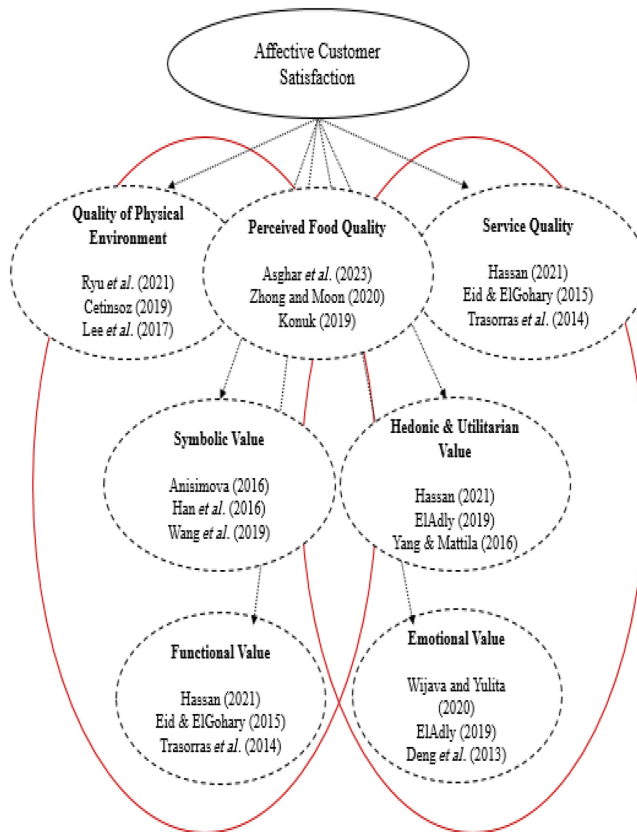 Affective Customer
Satisfaction
Quality of Physical
Environment
Ryu et al. (2021)
Cetinsoz (2019)
Lee et al. (2017)
Perceived Food Quality
Asghar et al. (2023)
Zhong and Moon (2020)
Konuk (2019)
Service Quality
Hassan (2021)
Eid & ElGohary (2015)
Trasorras et al. (2014)
Symbolic Value
Anisimova (2016)
Han et al. (2016)
Wang et al. (2019)
Hedonic & Utilitarian
Value
Hassan (2021)
ElAdly (2019)
Yang & Mattila (2016)
Functional Value
Hassan (2021)
Eid & ElGohary (2015)
Trasorras et al. (2014)
Emotional Value
Wijava and Yulita
(2020)
ElAdly (2019)
Deng et al. (2013)